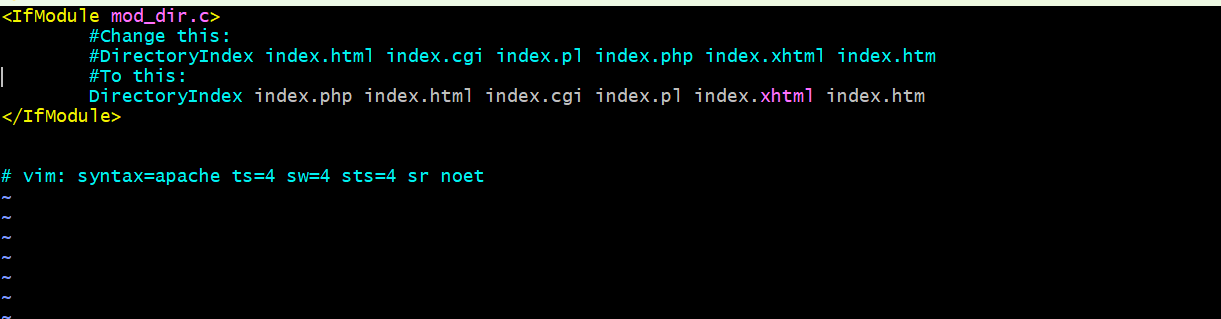 <IfModule mod_dir.c>
#Change this:
#DirectoryIndex index.html index.cgi index.pl index.php index.xhtml index.htm
#To this:
DirectoryIndex index.php index.html index.cgi index.pl index.xhtml index.htm
</IfModule>
# vim: syntax=apache ts=4 sw=4 sts=4 sr noet
~
~
~
~
~
~
~